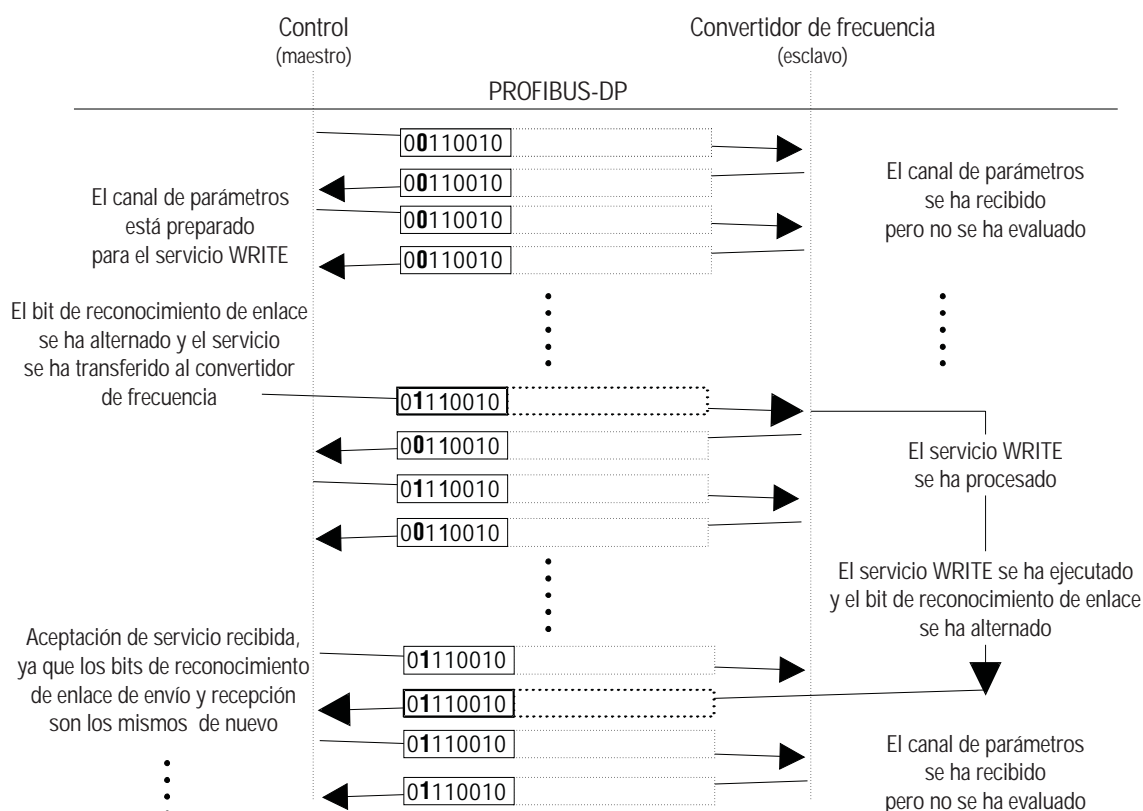 Control
(maestro)
Convertidor de frecuencia
(esclavo)
PROFIBUS-DP
00110010
00110010
00110010
00110010
El canal de parámetros
está preparado
para el servicio WRITE
El canal de parámetros
se ha recibido
pero no se ha evaluado
El bit de reconocimiento de enlace
se ha alternado y el servicio
se ha transferido al convertidor
de frecuencia
01110010
00110010
01110010
00110010
El servicio WRITE
se ha procesado
El servicio WRITE se ha ejecutado
y el bit de reconocimiento de enlace
se ha alternado
Aceptación de servicio recibida,
ya que los bits de reconocimiento
de enlace de envío y recepción
son los mismos de nuevo
01110010
01110010
01110010
01110010
El canal de parámetros
se ha recibido
pero no se ha evaluado